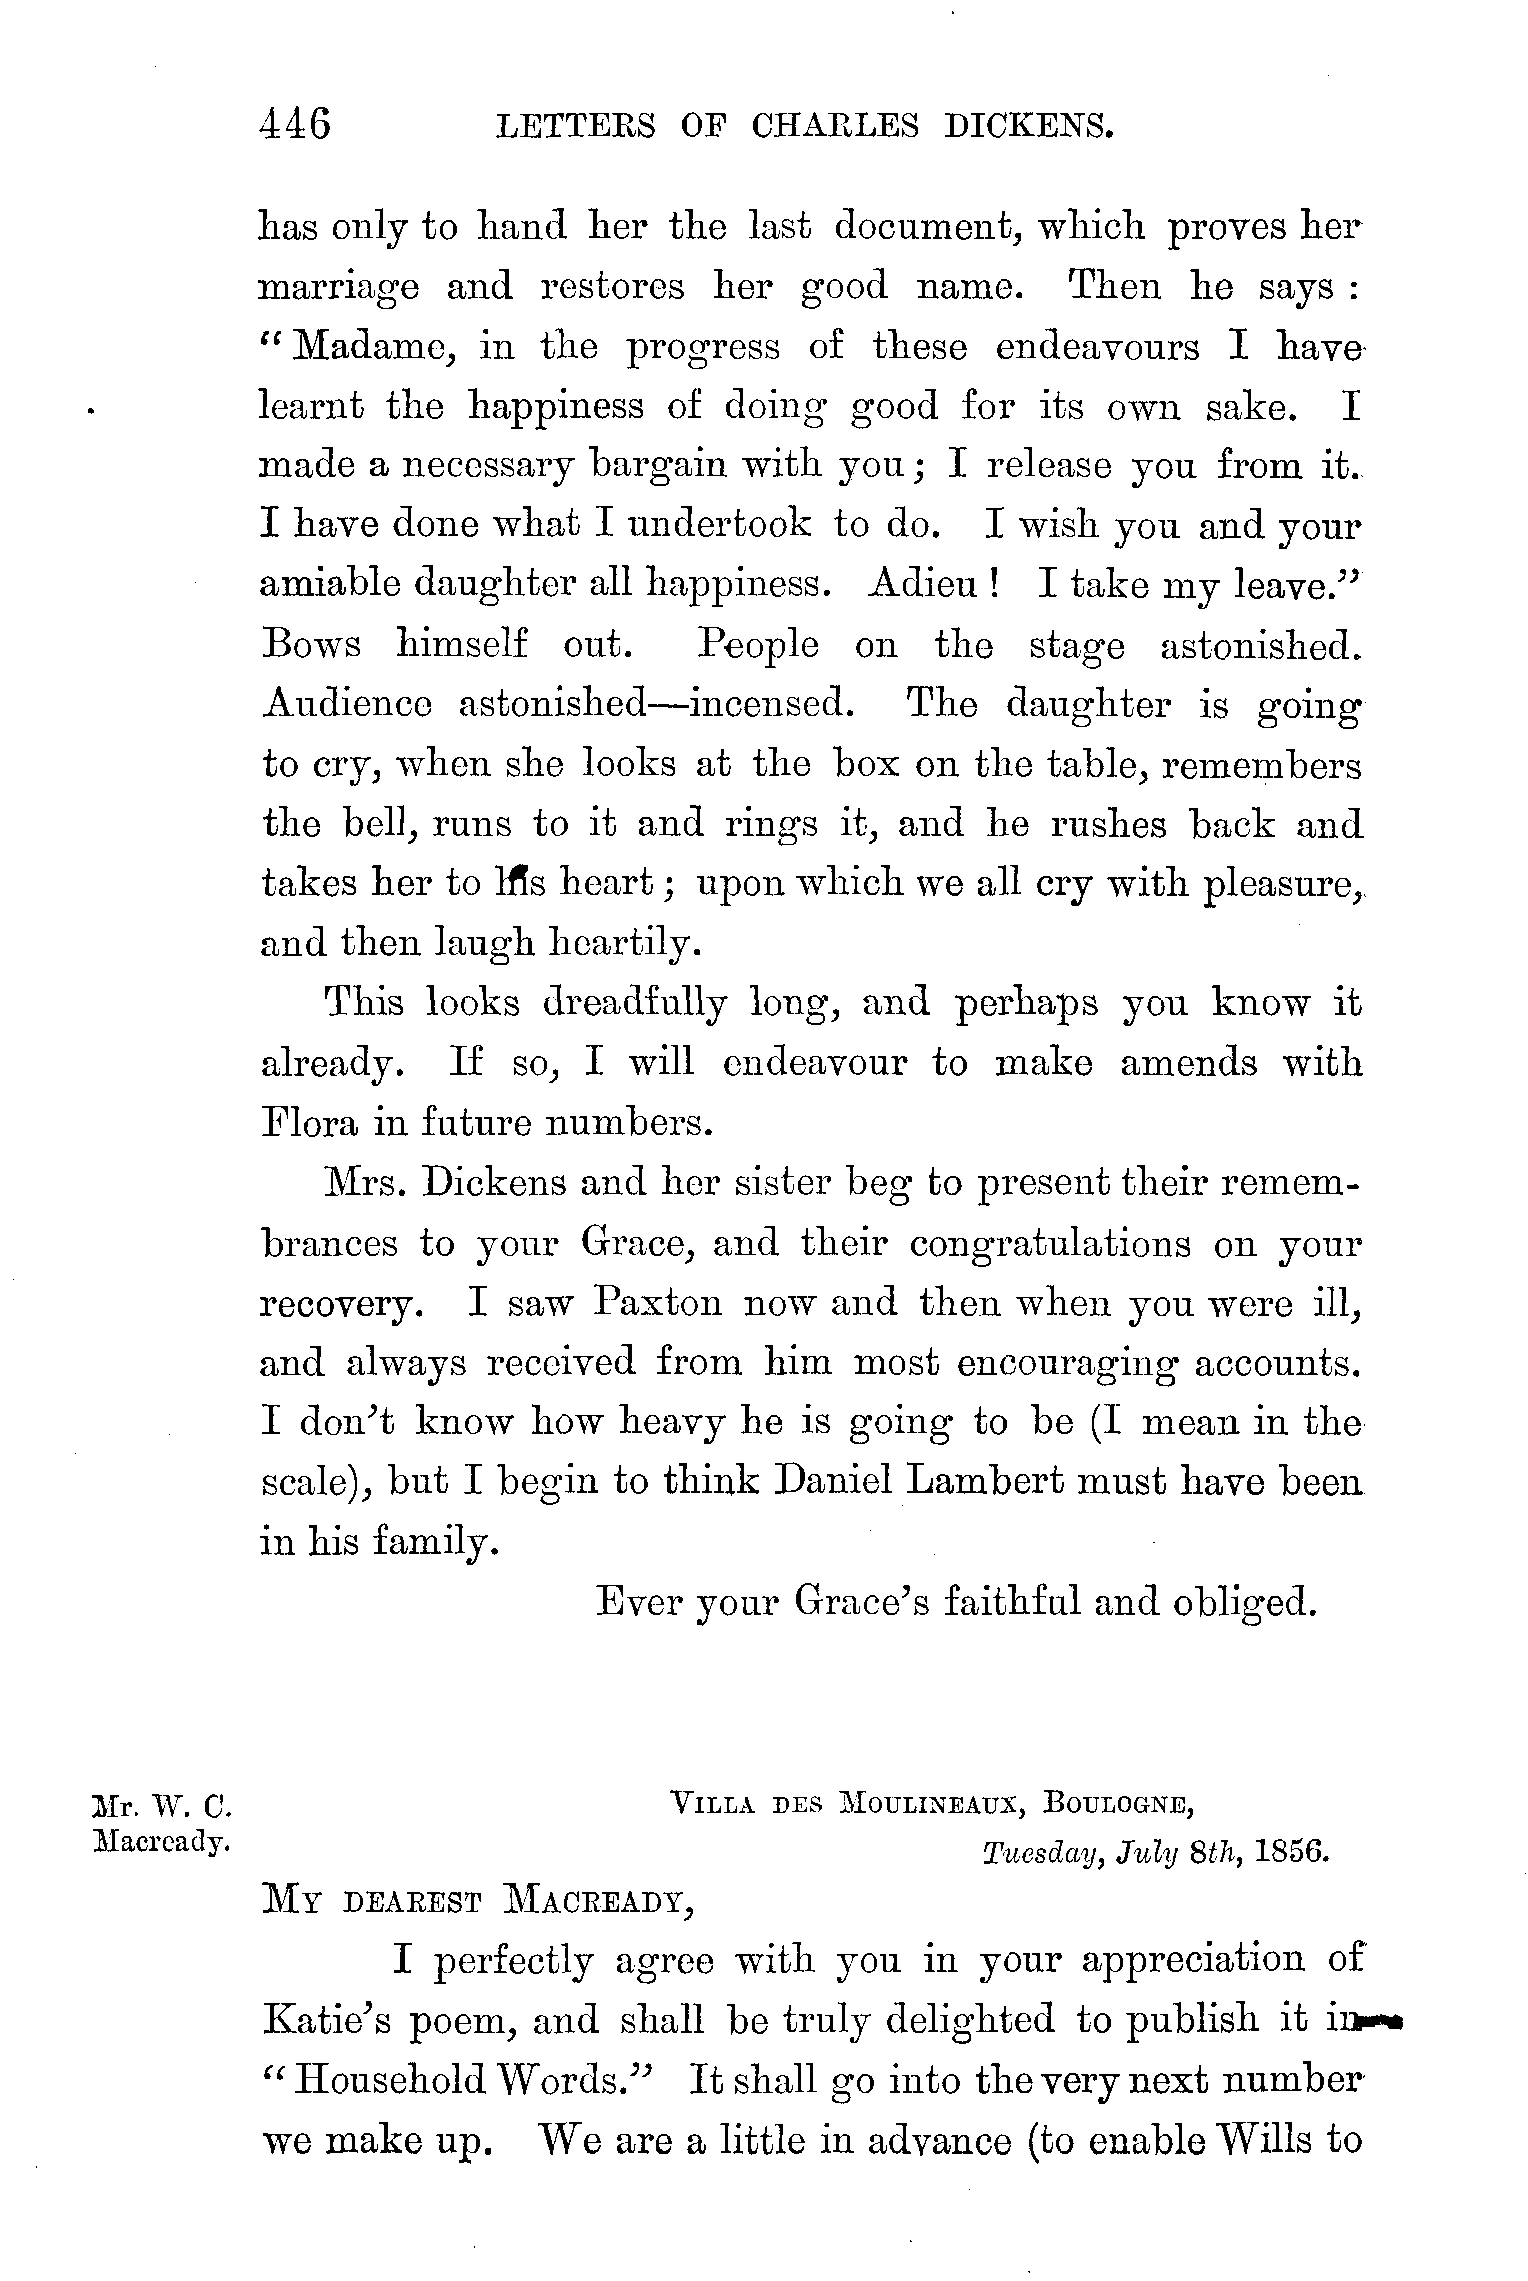 446 LETTERS OF CHARLES DICKENS.
has only to hand her the last document, which proves her
marriage and restores her good name. Then he says :
“ Madame, in the progress of these endeavours I have
learnt the happiness of doing good for its own sake. I
made a necessary bargain with you ; I release you from it.
I have done what I undertook to do. I wish you and your
amiable daughter all happiness. Adieu ! I take my leave.”
Bows himself out. People on the stage astonished.
Audience astonished—incensed. The daughter is going
to cry, when she looks at the box on the table, remembers
the bell, runs to it and rings it, and he rushes back and
takes her to his heart ; upon which we all cry with pleasure,
and then laugh heartily.
This looks dreadfully long, and perhaps you know it
already. If so, I will endeavour to make amends with
Flora in future numbers.
Mrs. Dickens and her sister beg to present their remem-
brances to your Grace, and their congratulations on your
recovery. I saw Paxton now and then when you were ill,
and always received from him most encouraging accounts.
I don’t know how heavy he is going to be (I mean in the
scale), but I begin to think Daniel Lambert must have been
in his family.
Ever your Grace’s faithful and obliged.
Mr. W. C.
Macready.
VILLA DES MOULINEAUX, BOULOGNE,
Tuesday, July 8th, 1856.
MY DEAREST MACREADY,
I perfectly agree with you in your appreciation of
Katie’s poem, and shall be truly delighted to publish it in
“ Household Words.” It shall go into the very next number
we make up. We are a little in advance (to enable Wills to